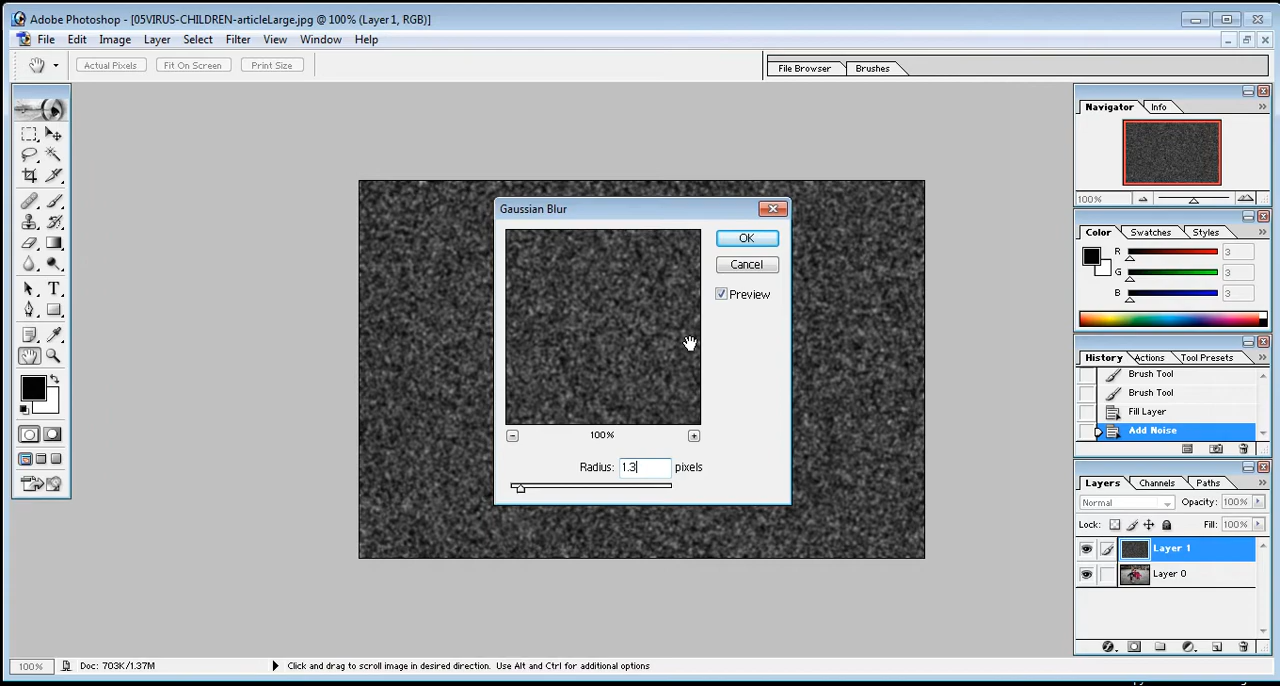 Adobe Photoshop - [05VIRUS-CHILDREN-articleLarge.jpg @ 100% (Layer 1, RGB)]
File Edit Image Layer Select Filter View Window Help
Actual Pixels Fit On Screen Print Size File Browser Brushes
Navigator Info
100%
Color Swatches Styles
R 3
G 3
B 3
History Actions Tool Presets
Brush Tool
Brush Tool
Fill Layer
Add Noise
Layers Channels Paths
Normal Opacity: 100%
Lock: Fill: 100%
Layer 1
Layer 0
Gaussian Blur
OK
Cancel
Preview
100%
Radius: 1.3 pixels
100% Doc: 703K/1.37M Click and drag to scroll image in desired direction. Use Alt and Ctrl for additional options